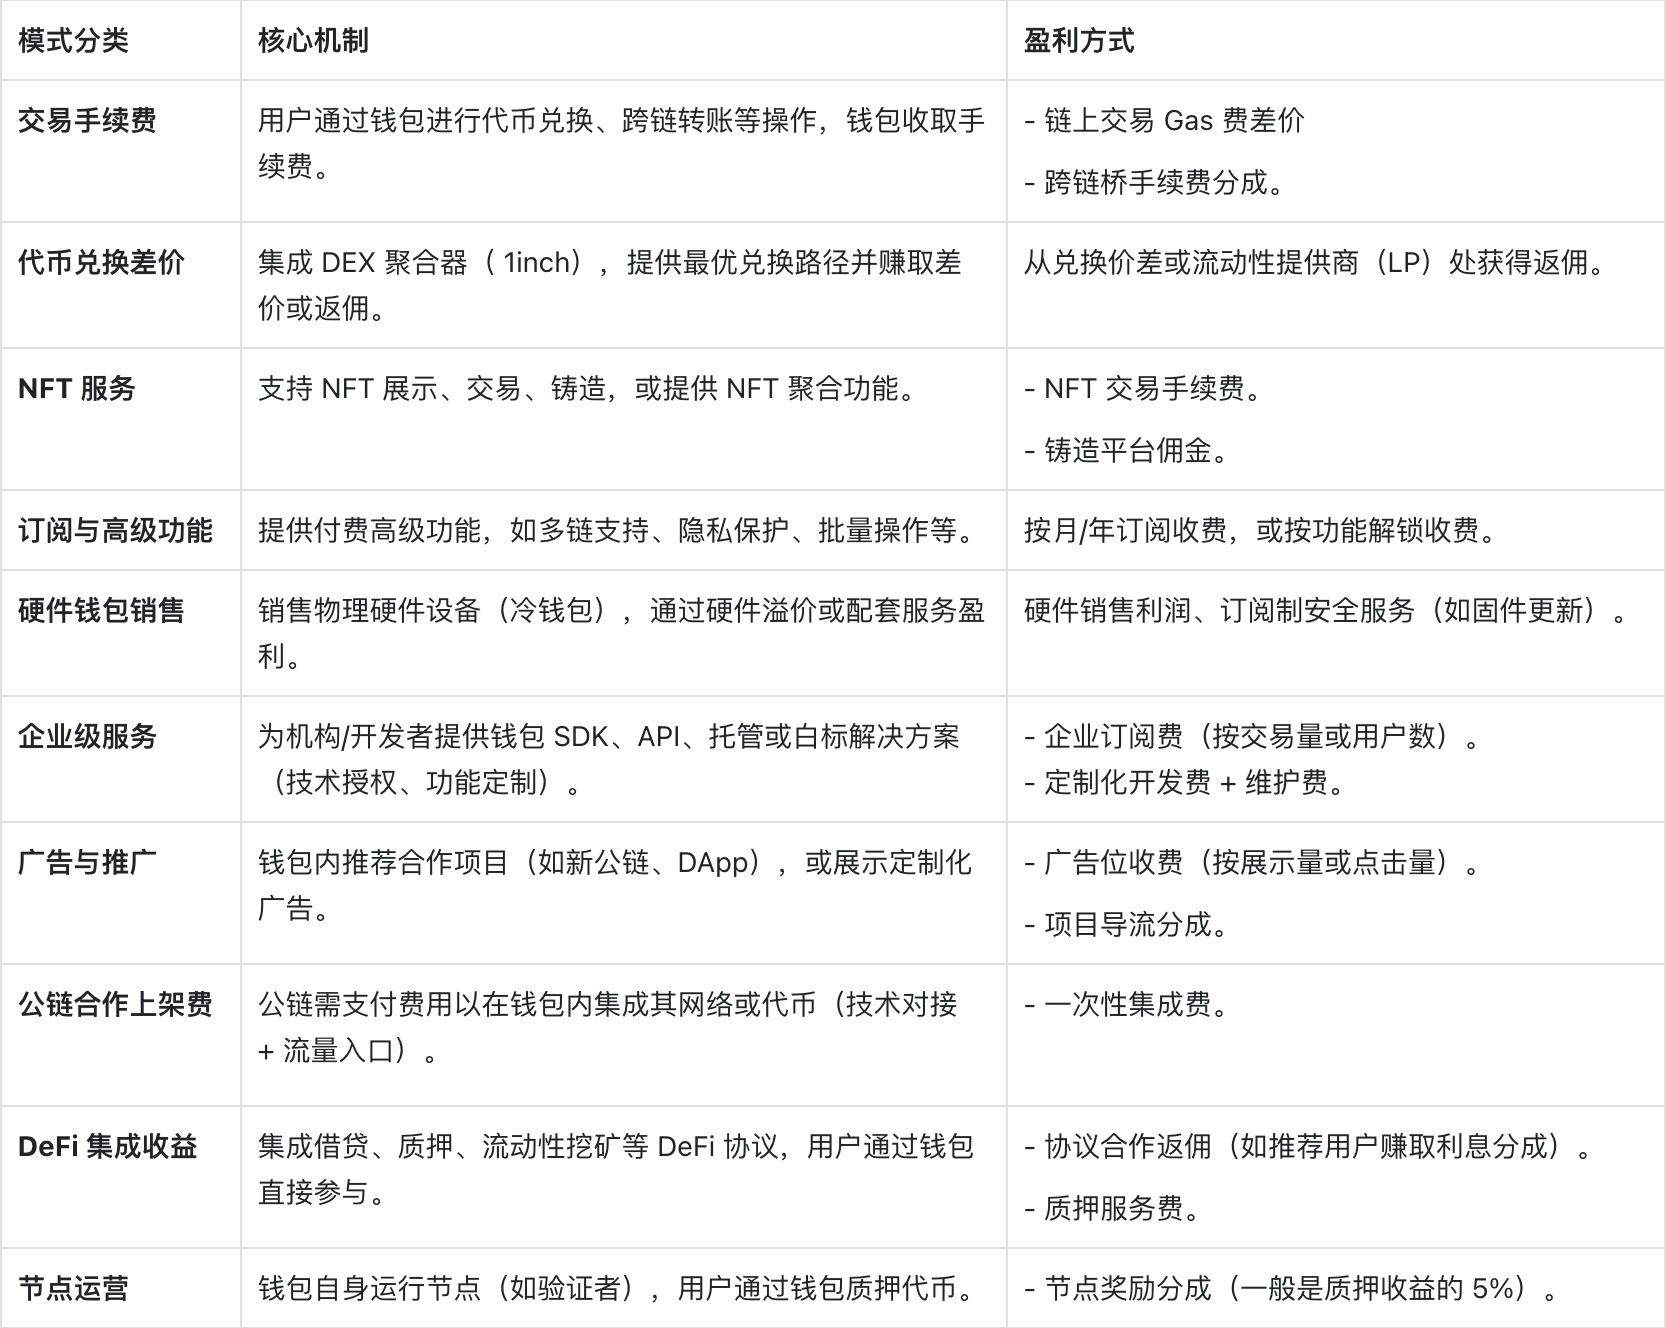 模式分类
核心机制
盈利方式
交易手续费
用户通过钱包进行代币兑换、跨链转账等操作，钱包收取手
续费。
- 链上交易 Gas 费差价
- 跨链桥手续费分成。
代币兑换差价
集成 DEX 聚合器（ 1inch），提供最优兑换路径并赚取差
价或返佣。
从兑换价差或流动性提供商（LP）处获得返佣。
NFT 服务
支持 NFT 展示、交易、铸造，或提供 NFT 聚合功能。
- NFT 交易手续费。
- 铸造平台佣金。
订阅与高级功能
提供付费高级功能，如多链支持、隐私保护、批量操作等。
按月/年订阅收费，或按功能解锁收费。
硬件钱包销售
销售物理硬件设备（冷钱包），通过硬件溢价或配套服务盈
利。
硬件销售利润、订阅制安全服务（如固件更新）。
企业级服务
为机构/开发者提供钱包 SDK、API、托管或白标解决方案
（技术授权、功能定制）。
- 企业订阅费（按交易量或用户数）。
- 定制化开发费 + 维护费。
广告与推广
钱包内推荐合作项目（如新公链、DApp），或展示定制化
广告。
- 广告位收费（按展示量或点击量）。
- 项目导流分成。
公链合作上架费
公链需支付费用以在钱包内集成其网络或代币（技术对接
+ 流量入口）。
- 一次性集成费。
DeFi 集成收益
集成借贷、质押、流动性挖矿等 DeFi 协议，用户通过钱包
直接参与。
- 协议合作返佣（如推荐用户赚取利息分成）。
- 质押服务费。
节点运营
钱包自身运行节点（如验证者），用户通过钱包质押代币。
- 节点奖励分成（一般是质押收益的 5%）。